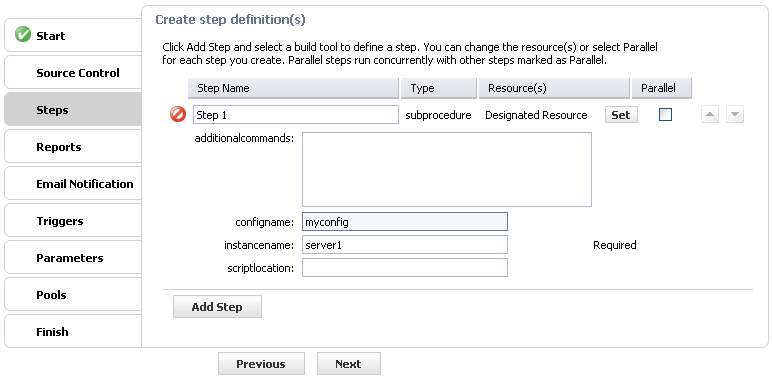 Create step definition(s)
Start
Click Add Step and select a build tool to define a step. You can change the resource(s) or select Parallel
for each step you create. Parallel steps run concurrently with other steps marked as Parallel.
Source Control
Step Name Type Resource(s) Parallel
Steps
Step 1 subprocedure Designated Resource Set
additionalcommands:
Reports
Email Notification
Triggers
configname: myconfig
instancename: server1 Required
Parameters
scriptlocation:
Pools
Add Step
Finish
Previous Next